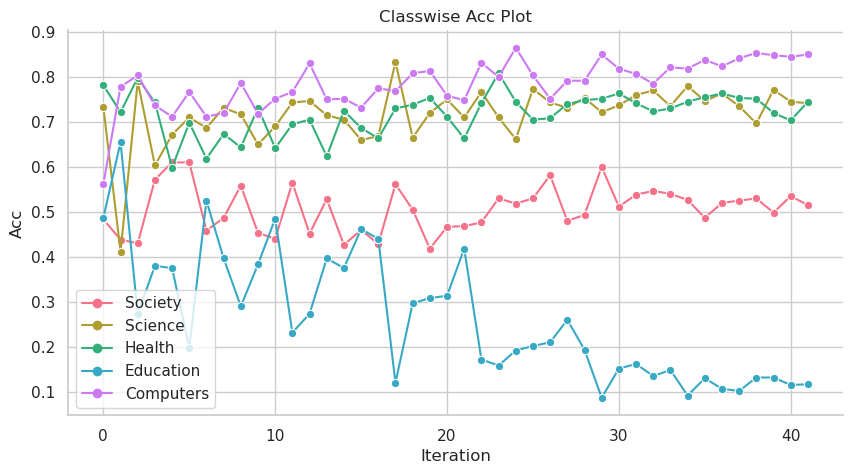 Classwise Acc Plot
0.9
0.8
0.7
0.6
0.5
0.4
0.3
0.2
0.1
Acc
Society
Science
Health
Education
Computers
0 10 20 30 40
Iteration